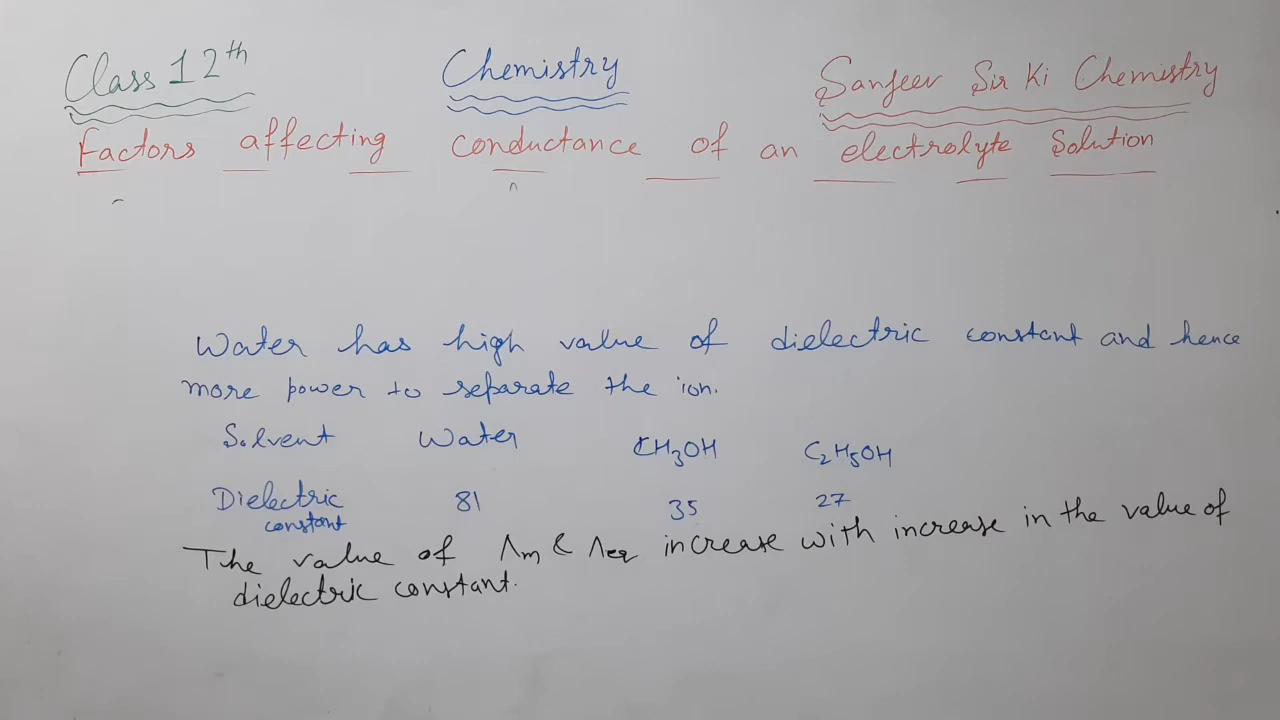 Class 12th Chemistry Sanjeev Sir Ki Chemistry
Factors affecting conductance of an electrolyte Solution
Water has high value of dielectric constant and hence
more power to separate the ion.
Solvent Water CH3OH C2H5OH
Dielectric constant 81 35 27
The value of Λm & Λeq increase with increase in the value of
dielectric constant.